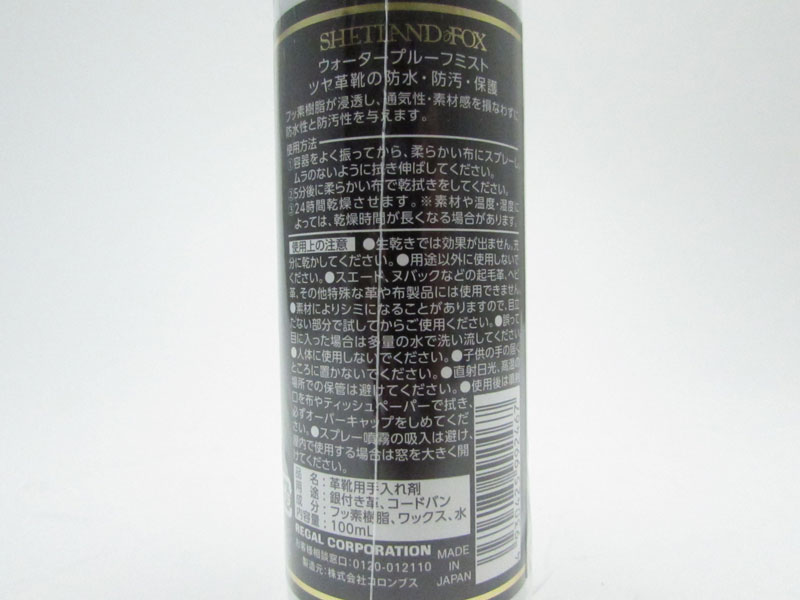 SHETLAND FOX
ウォータープルーフミスト
ツヤ革靴の防水・防汚・保護
フッ素樹脂が浸透し、通気性・素材感を損なわずに
防水性と防汚性を与えます。
使用方法
①容器をよく振ってから、柔らかい布にスプレーし
ムラのないように拭き伸ばしてください。
②5分後に柔らかい布で乾拭きをしてください。
③24時間乾燥させます。※素材や温度・湿度に
よっては、乾燥時間が長くなる場合があります。
使用上の注意 ●生乾きでは効果が出ません。充
分に乾かしてください。●用途以外に使用しないで
ください。●スエード、ヌバックなどの起毛革、ヘビ
革、その他特殊な革や布製品には使用できません。
●素材によりシミになることがありますので、目立
たない部分で試してからご使用ください。●誤って
目に入った場合は多量の水で洗い流してください
●人体に使用しないでください。●子供の手の届く
ところに置かないでください。●直射日光、高温の
場所での保管は避けてください。●使用後は噴射
口を布やティッシュペーパーで拭き、
必ずオーバーキャップをしめてくだ
さい。●スプレー噴霧の吸入は避け、
屋内で使用する場合は窓を大きく開
けてください。
品名：革靴用手入れ剤
用途：銀付き革、コードバン
成分：フッ素樹脂、ワックス、水
内容量：100mL
REGAL CORPORATION
お客様相談窓口：0120-012110
製造元：株式会社コロンブス
MADE
IN
JAPAN